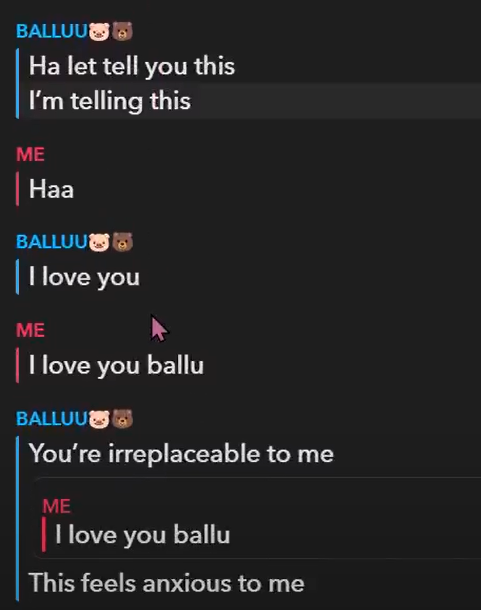 BALLUU🐷🐻
Ha let tell you this
I'm telling this
ME
Haa
BALLUU🐷🐻
I love you
ME
I love you ballu
BALLUU🐷🐻
You're irreplaceable to me
ME
I love you ballu
This feels anxious to me